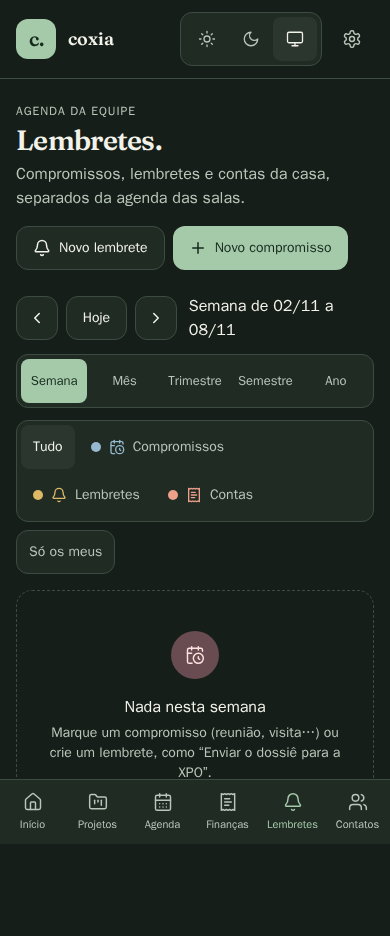 c. coxia
AGENDA DA EQUIPE
Lembretes.
Compromissos, lembretes e contas da casa,
separados da agenda das salas.
Novo lembrete
Novo compromisso
Hoje
Semana de 02/11 a
08/11
Semana Mês Trimestre Semestre Ano
Tudo Compromissos
Lembretes Contas
Só os meus
Nada nesta semana
Marque um compromisso (reunião, visita…) ou
crie um lembrete, como “Enviar o dossiê para a
XPO”.
Início Projetos Agenda Finanças Lembretes Contatos